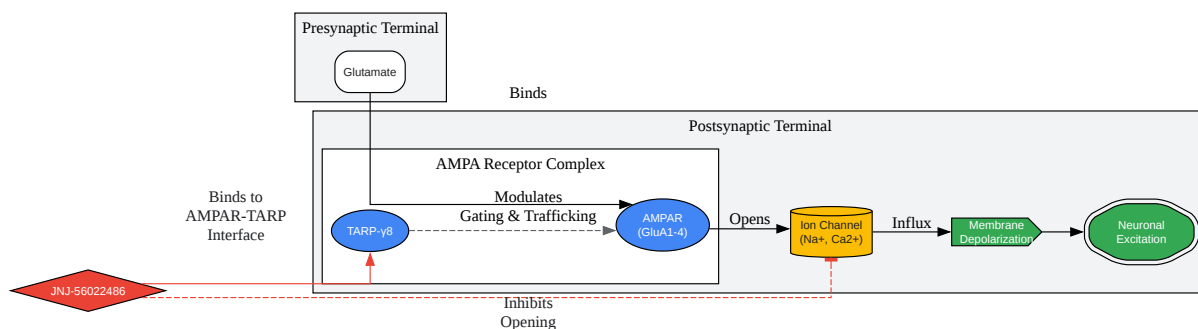 Presynaptic Terminal
Glutamate
Binds
Postsynaptic Terminal
AMPA Receptor Complex
Binds to
AMPAR-TARP
Interface
Modulates
Gating & Trafficking
TARP-γ8
AMPAR
(GluA1-4)
Opens
Ion Channel
(Na+, Ca2+)
Influx
Membrane
Depolarization
Neuronal
Excitation
JNJ-56022486
Inhibits
Opening